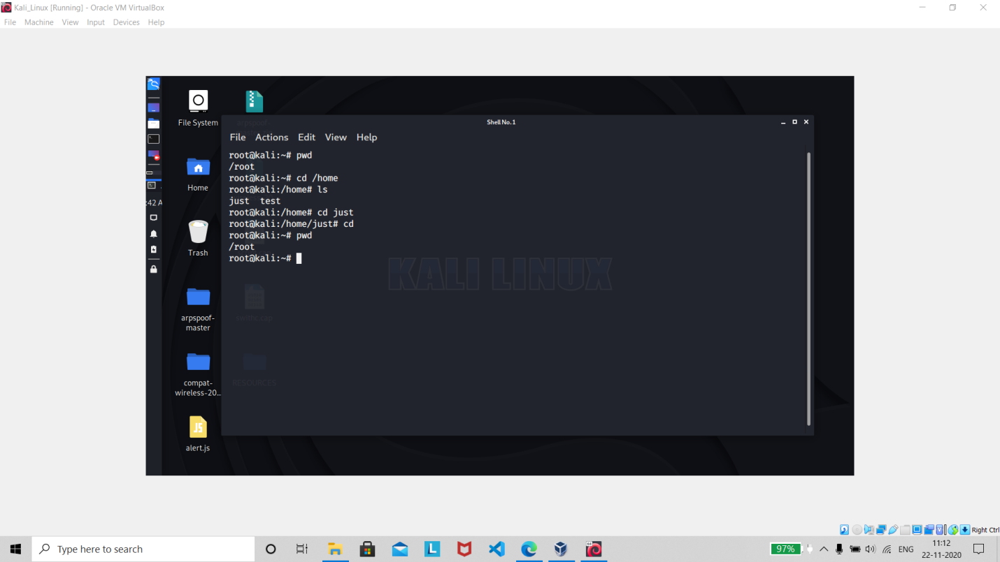 Kali_Linux [Running] - Oracle VM VirtualBox
File Machine View Input Devices Help
File System
Home
Trash
arpspoof-
master
compat-
wireless-20...
JS
alert.js
arpspoof-
RESOURCES
:42 A
Shell No. 1
File Actions Edit View Help
root@kali:~# pwd
/root
root@kali:~# cd /home
root@kali:/home# ls
just test
root@kali:/home# cd just
root@kali:/home/just# cd
root@kali:~# pwd
/root
root@kali:~#
KALI LINUX
Right Ctrl
Type here to search
L
97%
ENG
11:12
22-11-2020